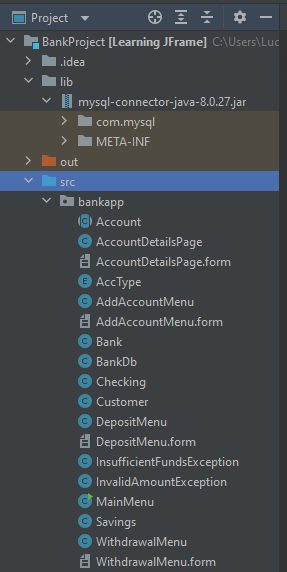 Project
BankProject [Learning JFrame] C:\Users\Luc
.idea
lib
mysql-connector-java-8.0.27.jar
com.mysql
META-INF
out
src
bankapp
Account
AccountDetailsPage
AccountDetailsPage.form
AccType
AddAccountMenu
AddAccountMenu.form
Bank
BankDb
Checking
Customer
DepositMenu
DepositMenu.form
InsufficientFundsException
InvalidAmountException
MainMenu
Savings
WithdrawalMenu
WithdrawalMenu.form